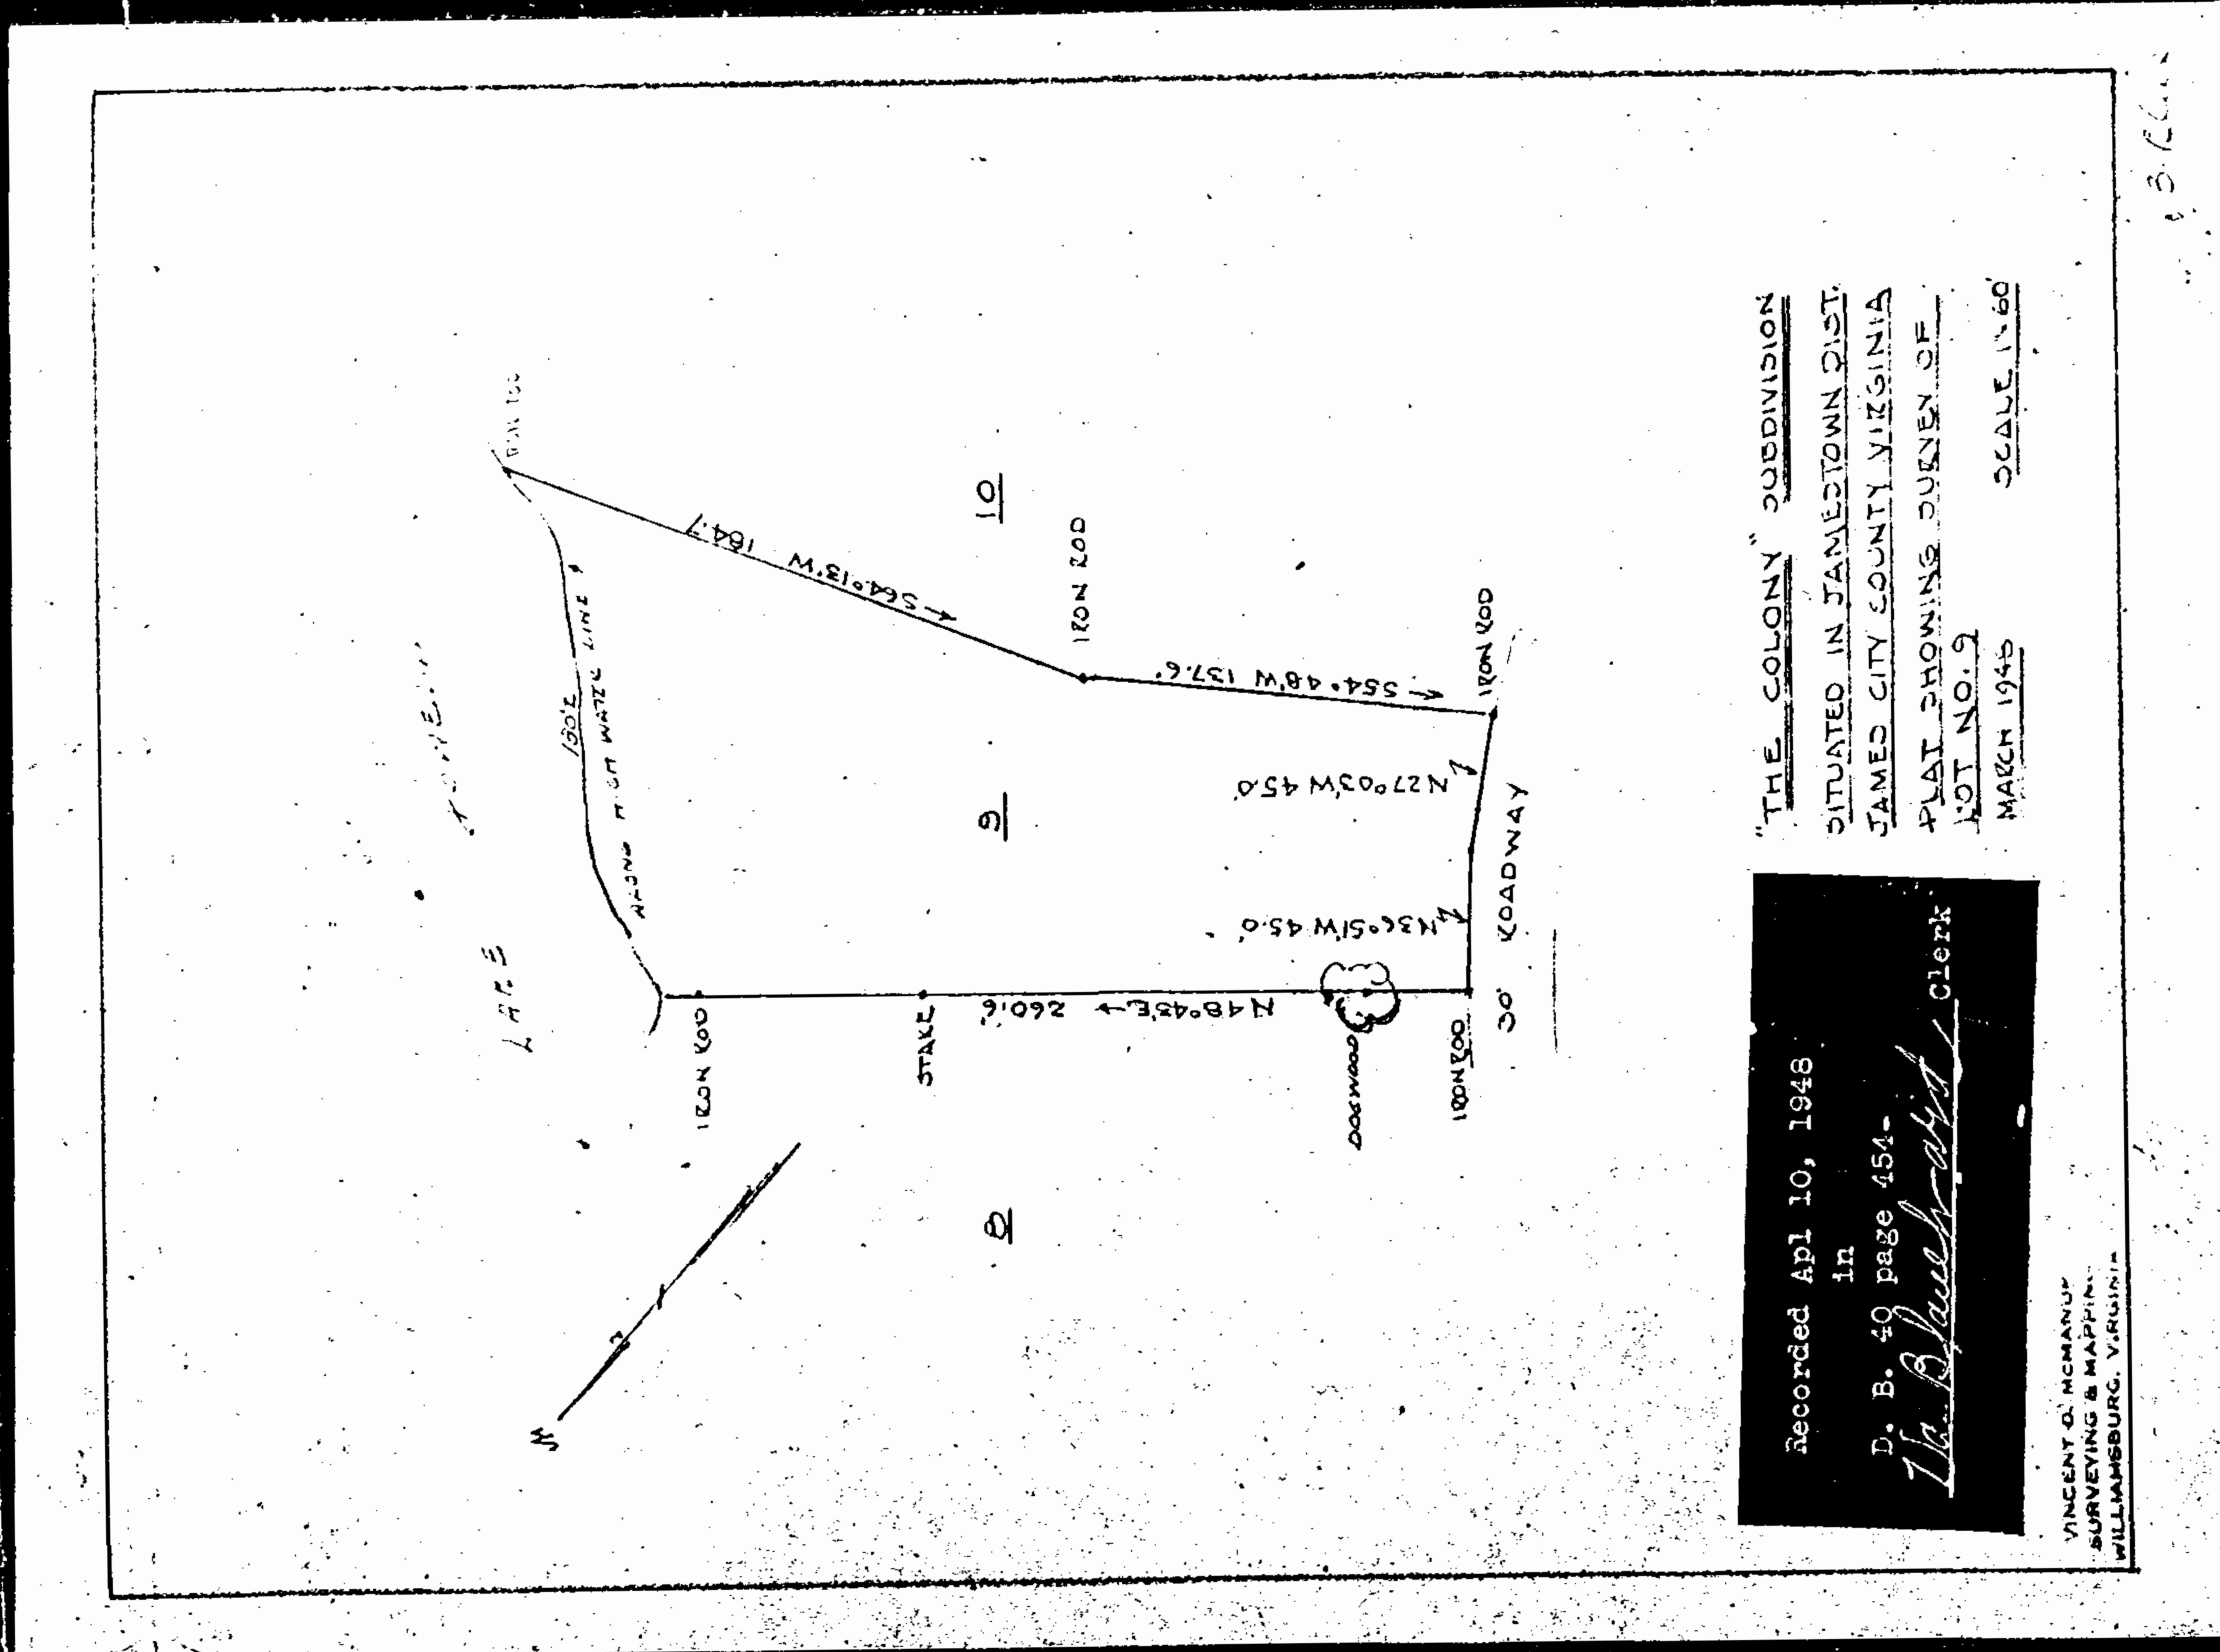 LAKE
130'±
ALONG HIGH WATER LINE
S64°13'W 184.7
10
IRON ROD
S54°48'W 137.6'
IRON ROD
9
N27°03'W 45.0'
N36°51'W 45.0'
30' ROADWAY
IRON ROD
STAKE
N48°43'E 260.6'
DOGWOOD
IRON ROD
8
"THE COLONY" SUBDIVISION
SITUATED IN JAMESTOWN DIST.
JAMES CITY COUNTY VIRGINIA
PLAT SHOWING SURVEY OF
LOT NO. 9
MARCH SCALE 1"=60'
Recorded Apl 10, 1948
in
D. B. 40 page 454-
Clerk
VINCENT D. MCMANUS
SURVEYING & MAPPING
WILLIAMSBURG, VIRGINIA